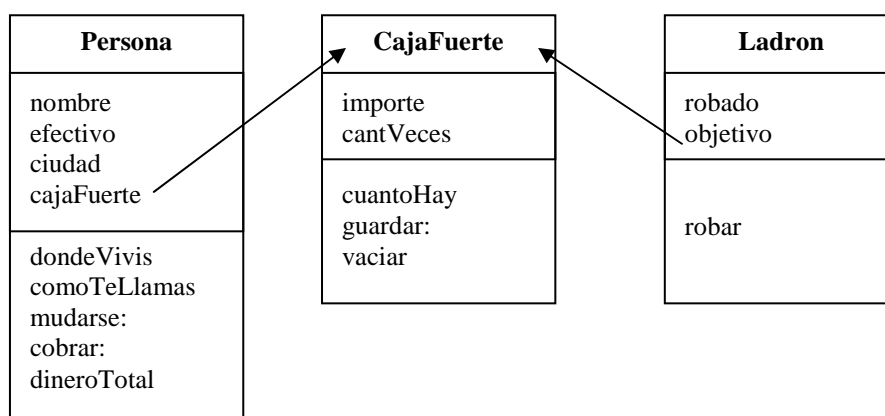 Persona
nombre
efectivo
ciudad
cajaFuerte
dondeVivis
comoTeLlamas
mudarse:
cobrar:
dineroTotal
CajaFuerte
importe
cantVeces
cuantoHay
guardar:
vaciar
Ladron
robado
objetivo
robar